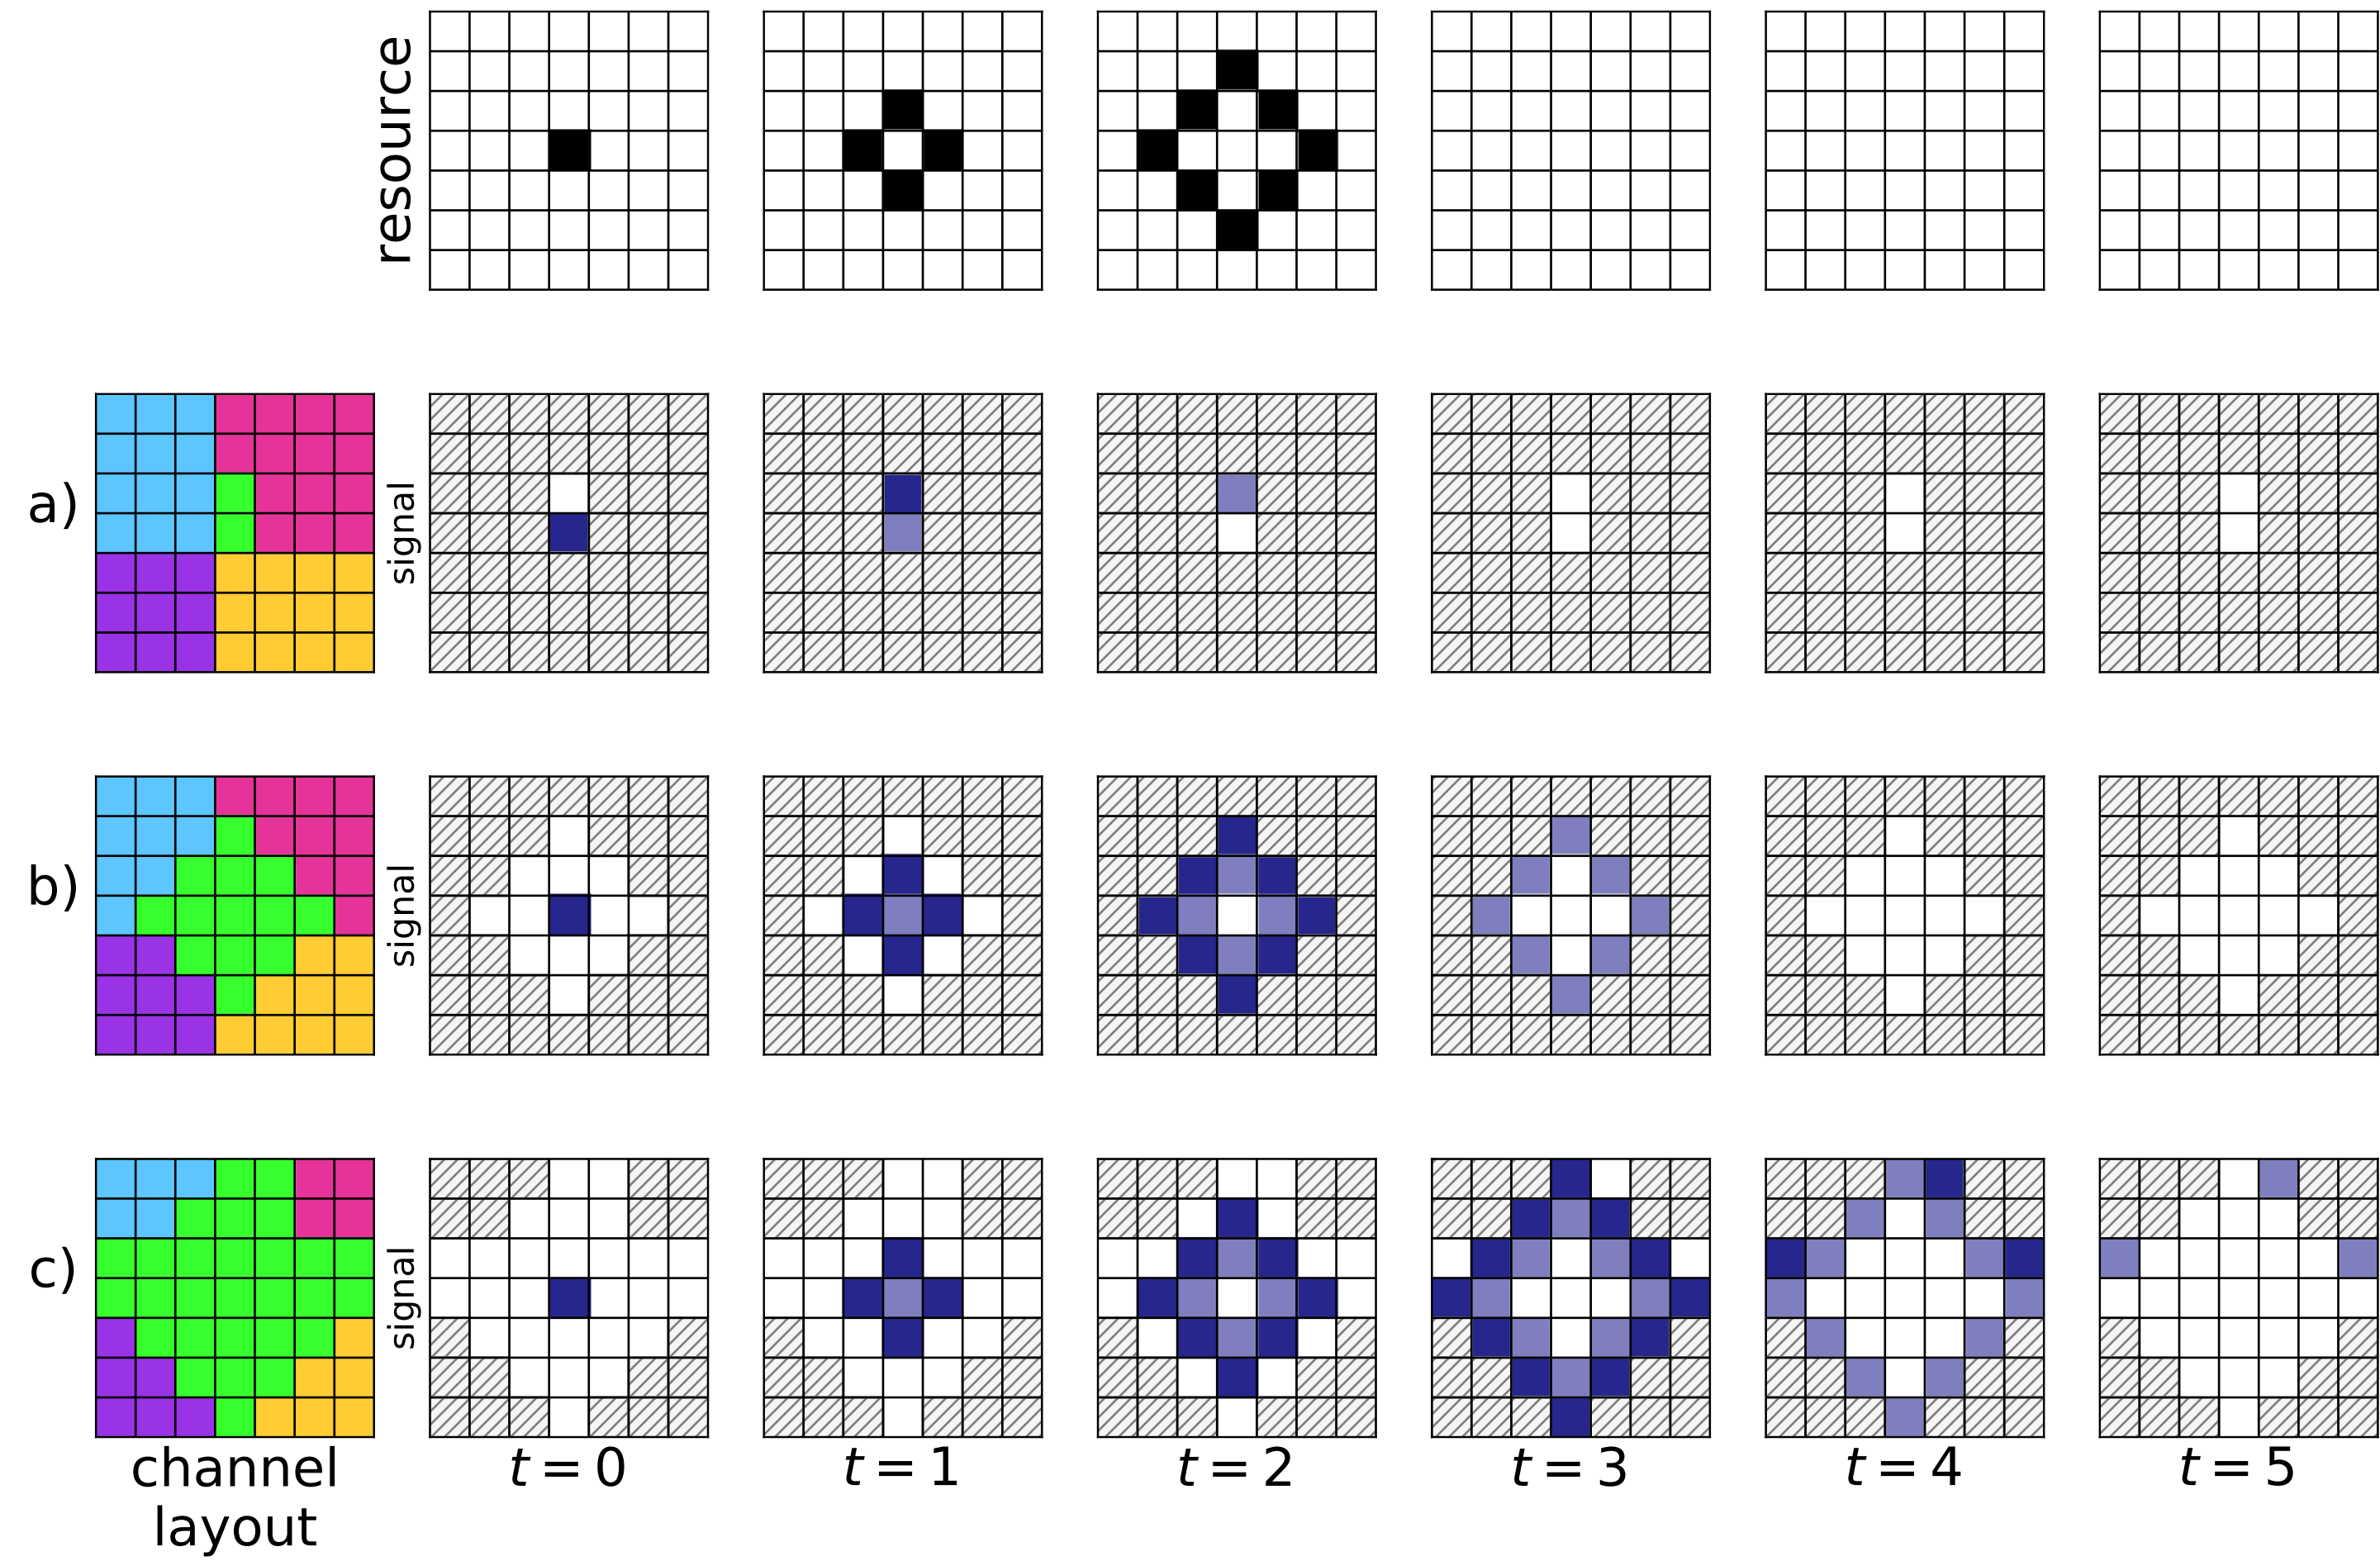 resource
a)
signal
b)
signal
c)
signal
channel
layout
t = 0
t = 1
t = 2
t = 3
t = 4
t = 5